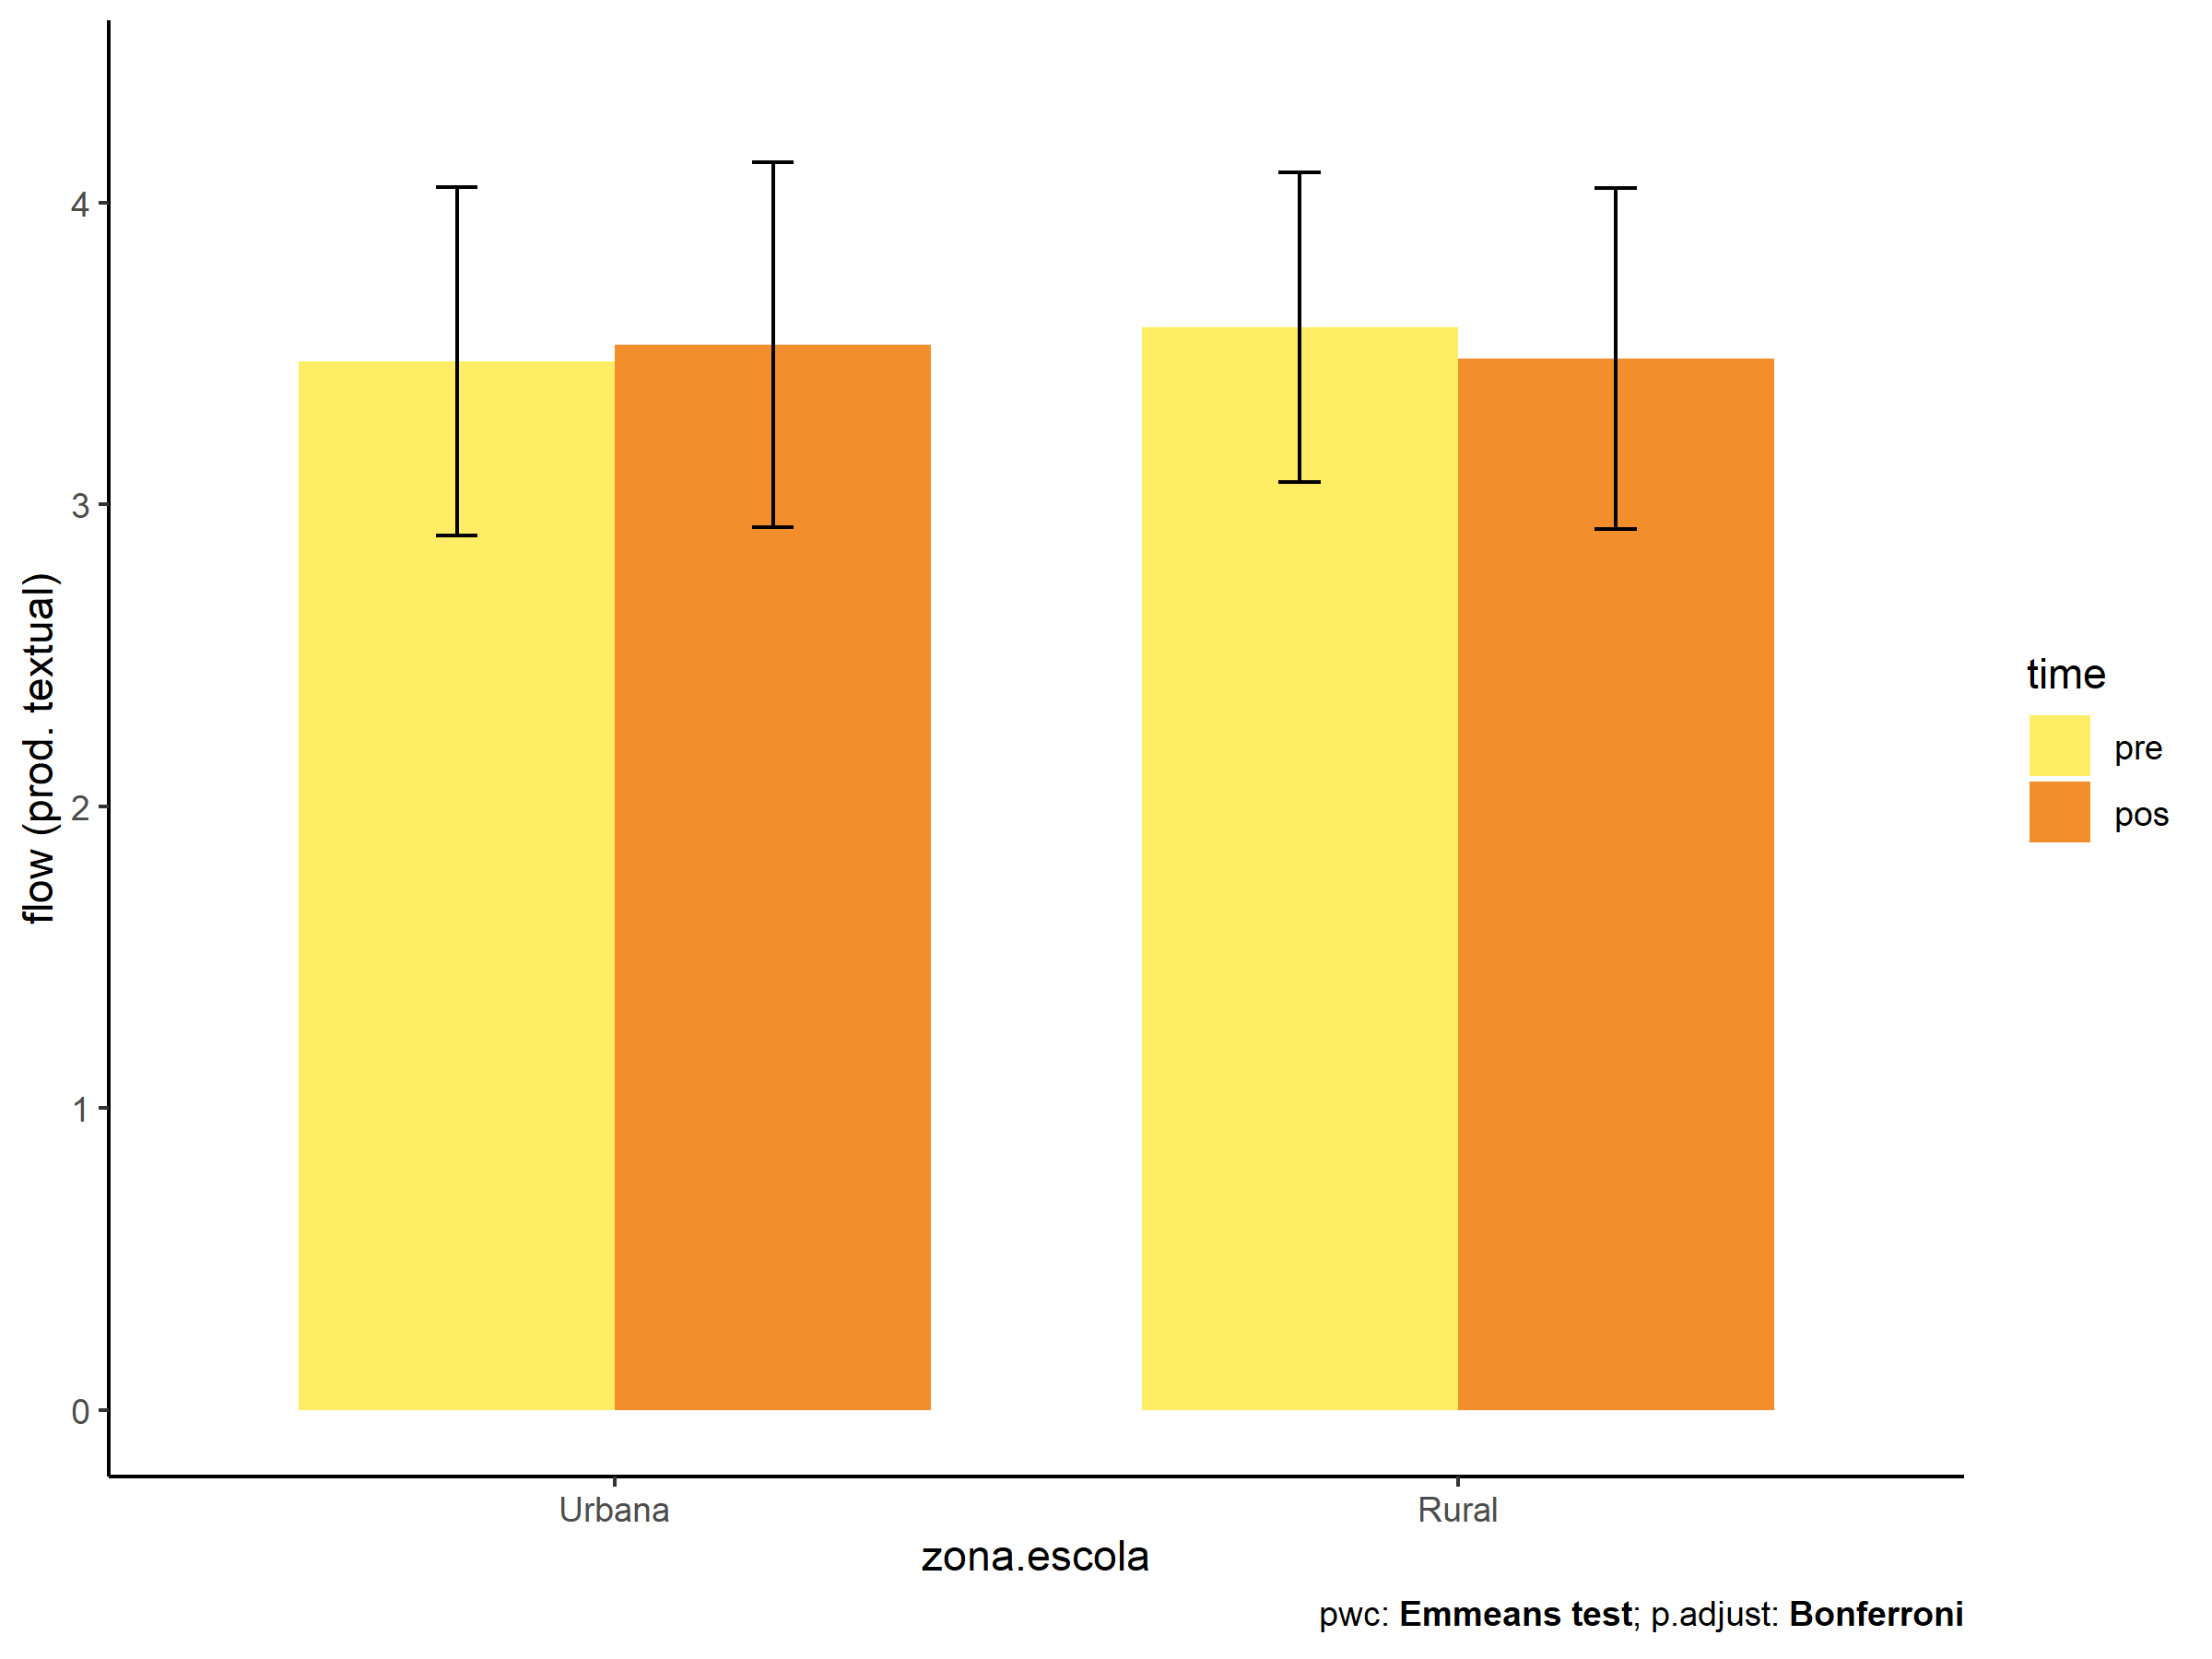 flow (prod. textual)
4
3
2
1
0
Urbana
Rural
zona.escola
time
pre
pos
pwc: Emmeans test; p.adjust: Bonferroni